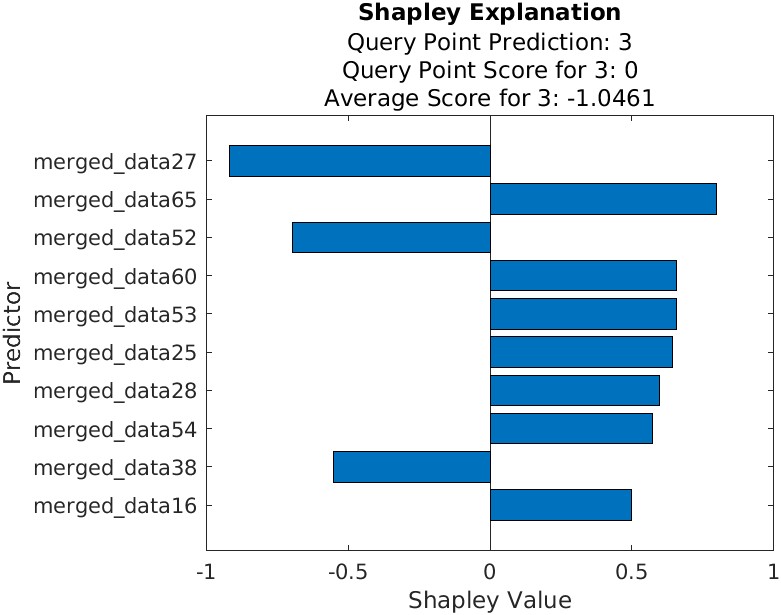 Shapley Explanation
Query Point Prediction: 3
Query Point Score for 3: 0
Average Score for 3: -1.0461
merged_data27
merged_data65
merged_data52
merged_data60
merged_data53
merged_data25
merged_data28
merged_data54
merged_data38
merged_data16
Predictor
-1 -0.5 0 0.5 1
Shapley Value